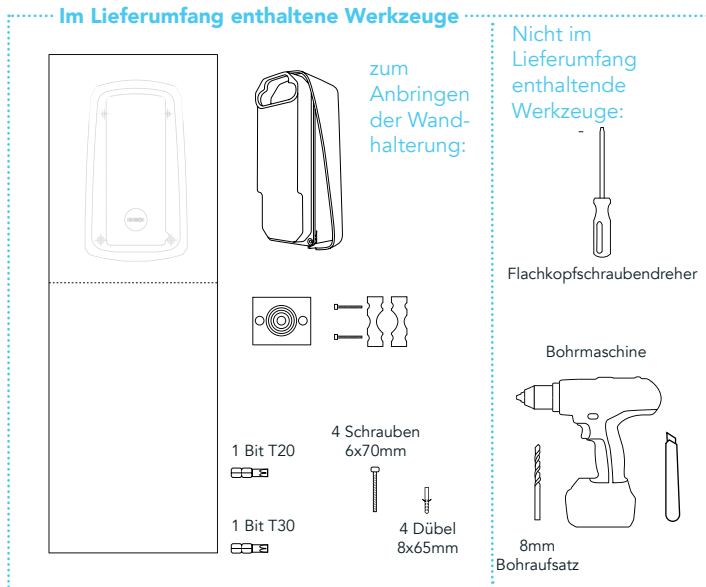 Im Lieferumfang enthaltene Werkzeuge
zum
Anbringen
der Wand-
halterung:
1 Bit T20
1 Bit T30
4 Schrauben
6x70mm
4 Dübel
8x65mm
Nicht im
Lieferumfang
enthaltende
Werkzeuge:
Flachkopfschraubendreher
Bohrmaschine
8mm
Bohraufsatz